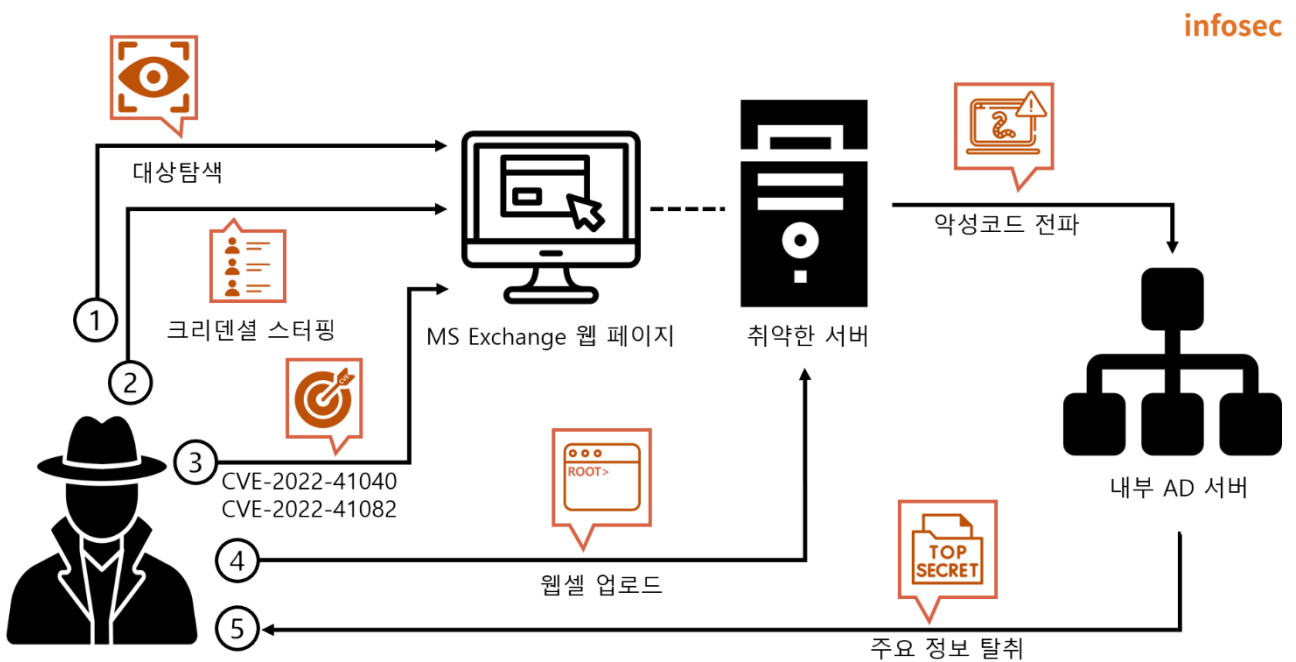 infosec
대상탐색
크리덴셜 스터핑
1
2
MS Exchange 웹 페이지
취약한 서버
악성코드 전파
CVE
3
CVE-2022-41040
CVE-2022-41082
ROOT>
내부 AD 서버
4
웹셸 업로드
TOP
SECRET
5
주요 정보 탈취